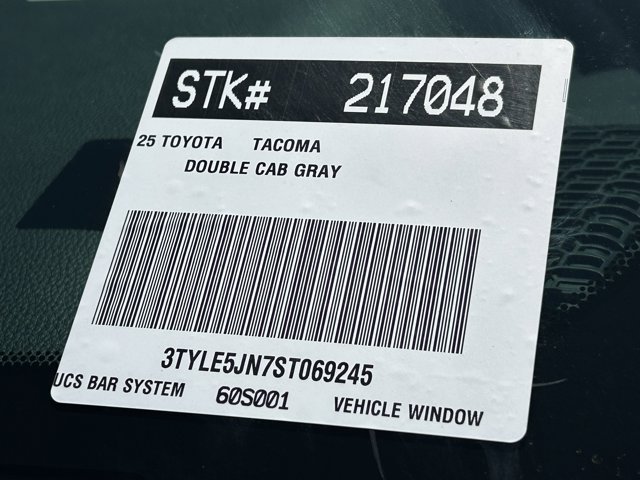 STK# 217048
25 TOYOTA TACOMA
DOUBLE CAB GRAY
3TYLE5JN7ST069245
UCS BAR SYSTEM 60S001 VEHICLE WINDOW